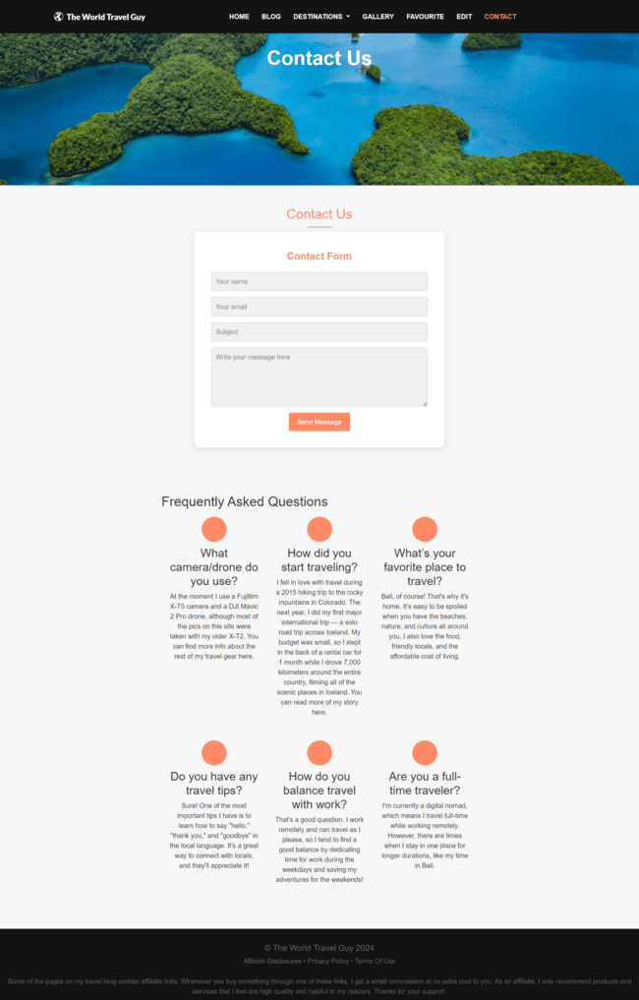 The World Travel Guy
HOME BLOG DESTINATIONS GALLERY FAVOURITE EDIT CONTACT
Contact Us
Contact Us
Contact Form
Your name
Your email
Subject
Write your message here
Send Message
Frequently Asked Questions
What
camera/drone do
you use?
At the moment I use a Fujifilm
X-T5 camera and a DJI Mavic
2 Pro drone, although most of
the pics on this site were
taken with my older X-T2. You
can find more info about the
rest of my travel gear here.
How did you
start traveling?
I fell in love with travel during
a 2015 hiking trip to the rocky
mountains in Colorado. The
next year, I did my first major
international trip — a solo
road trip across Iceland. My
budget was small, so I slept
in the back of a rental car for
1 month while I drove 7,000
kilometers around the entire
country, filming all of the
scenic places in Iceland. You
can read more of my story
here.
What's your
favorite place to
travel?
Bali, of course! That's why it's
home. It's easy to be spoiled
when you have the beaches,
nature, and culture all around
you. I also love the food,
friendly locals, and the
affordable cost of living.
Do you have any
travel tips?
Sure! One of the most
important tips I have is to
learn how to say "hello,"
"thank you," and "goodbye" in
the local language. It's a great
way to connect with locals,
and they'll appreciate it!
How do you
balance travel
with work?
That's a good question. I work
remotely and can travel as I
please, so I tend to find a
good balance by dedicating
time for work during the
weekdays and saving my
adventures for the weekends!
Are you a full-
time traveler?
I'm currently a digital nomad,
which means I travel full-time
while working remotely.
However, there are times
when I stay in one place for
longer durations, like my time
in Bali.
© The World Travel Guy 2024
Affiliate Disclosures • Privacy Policy • Terms Of Use
Some of the pages on my travel blog contain affiliate links. Whenever you buy something through one of these links, I get a small commission at no extra cost to you. As an affiliate, I only recommend products and
services that I feel are high quality and helpful to my readers. Thanks for your support.